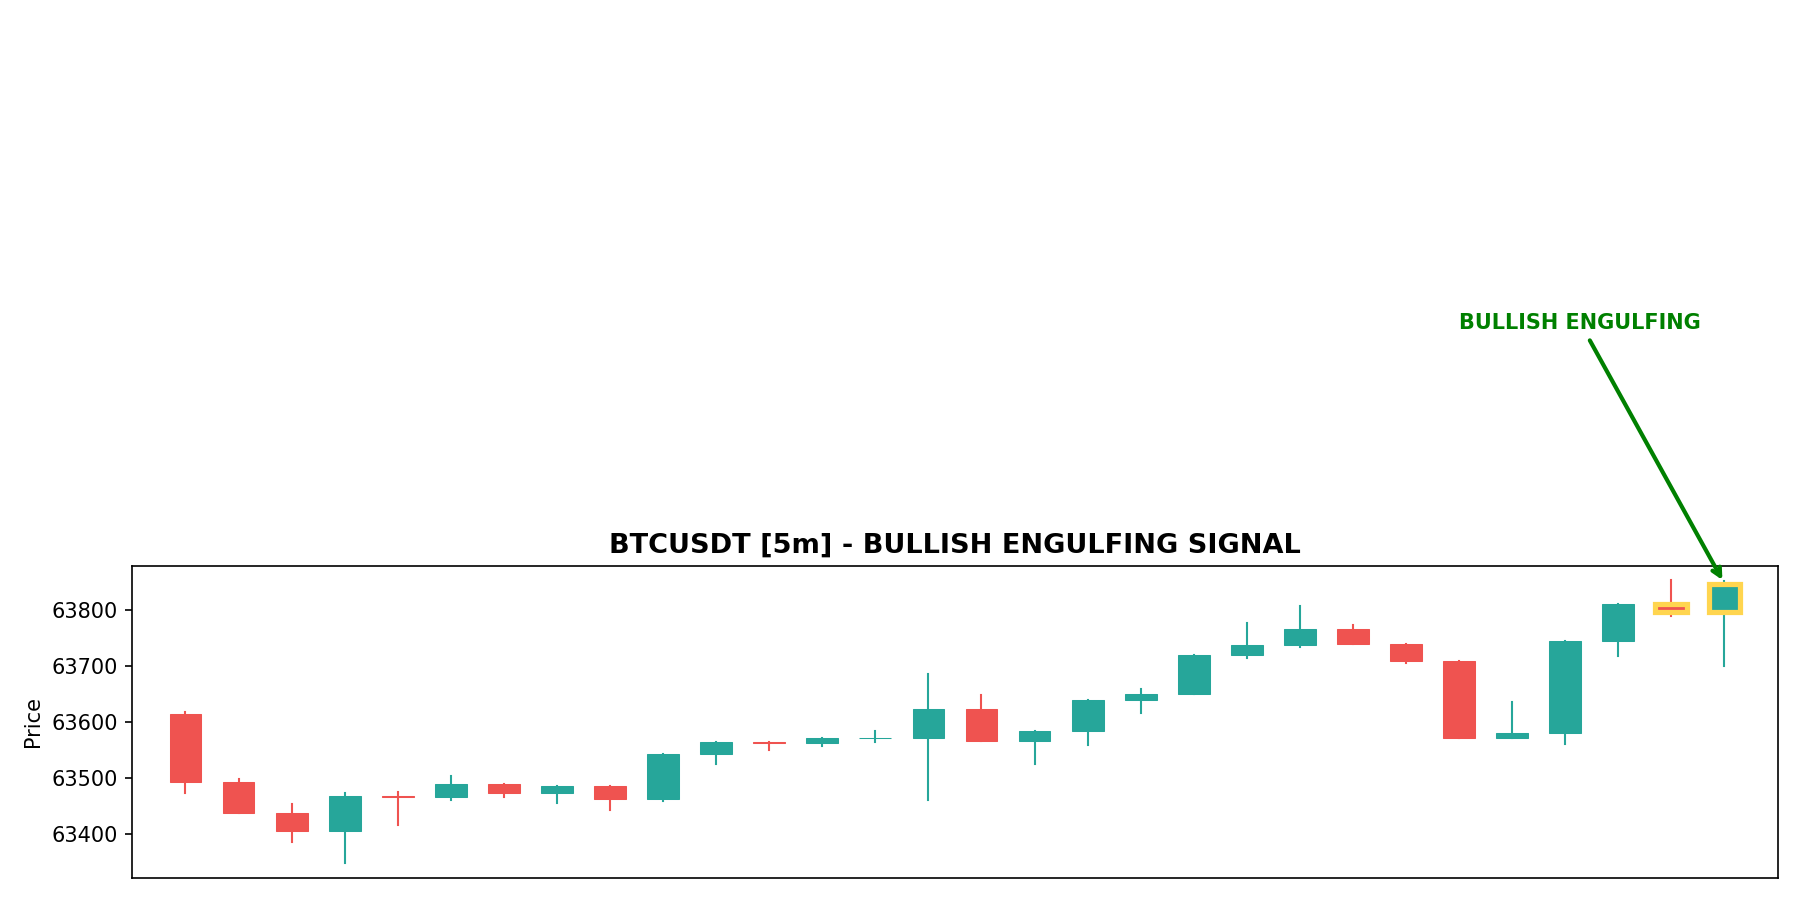 BULLISH ENGULFING
BTCUSDT [5m] - BULLISH ENGULFING SIGNAL
Price
63800
63700
63600
63500
63400